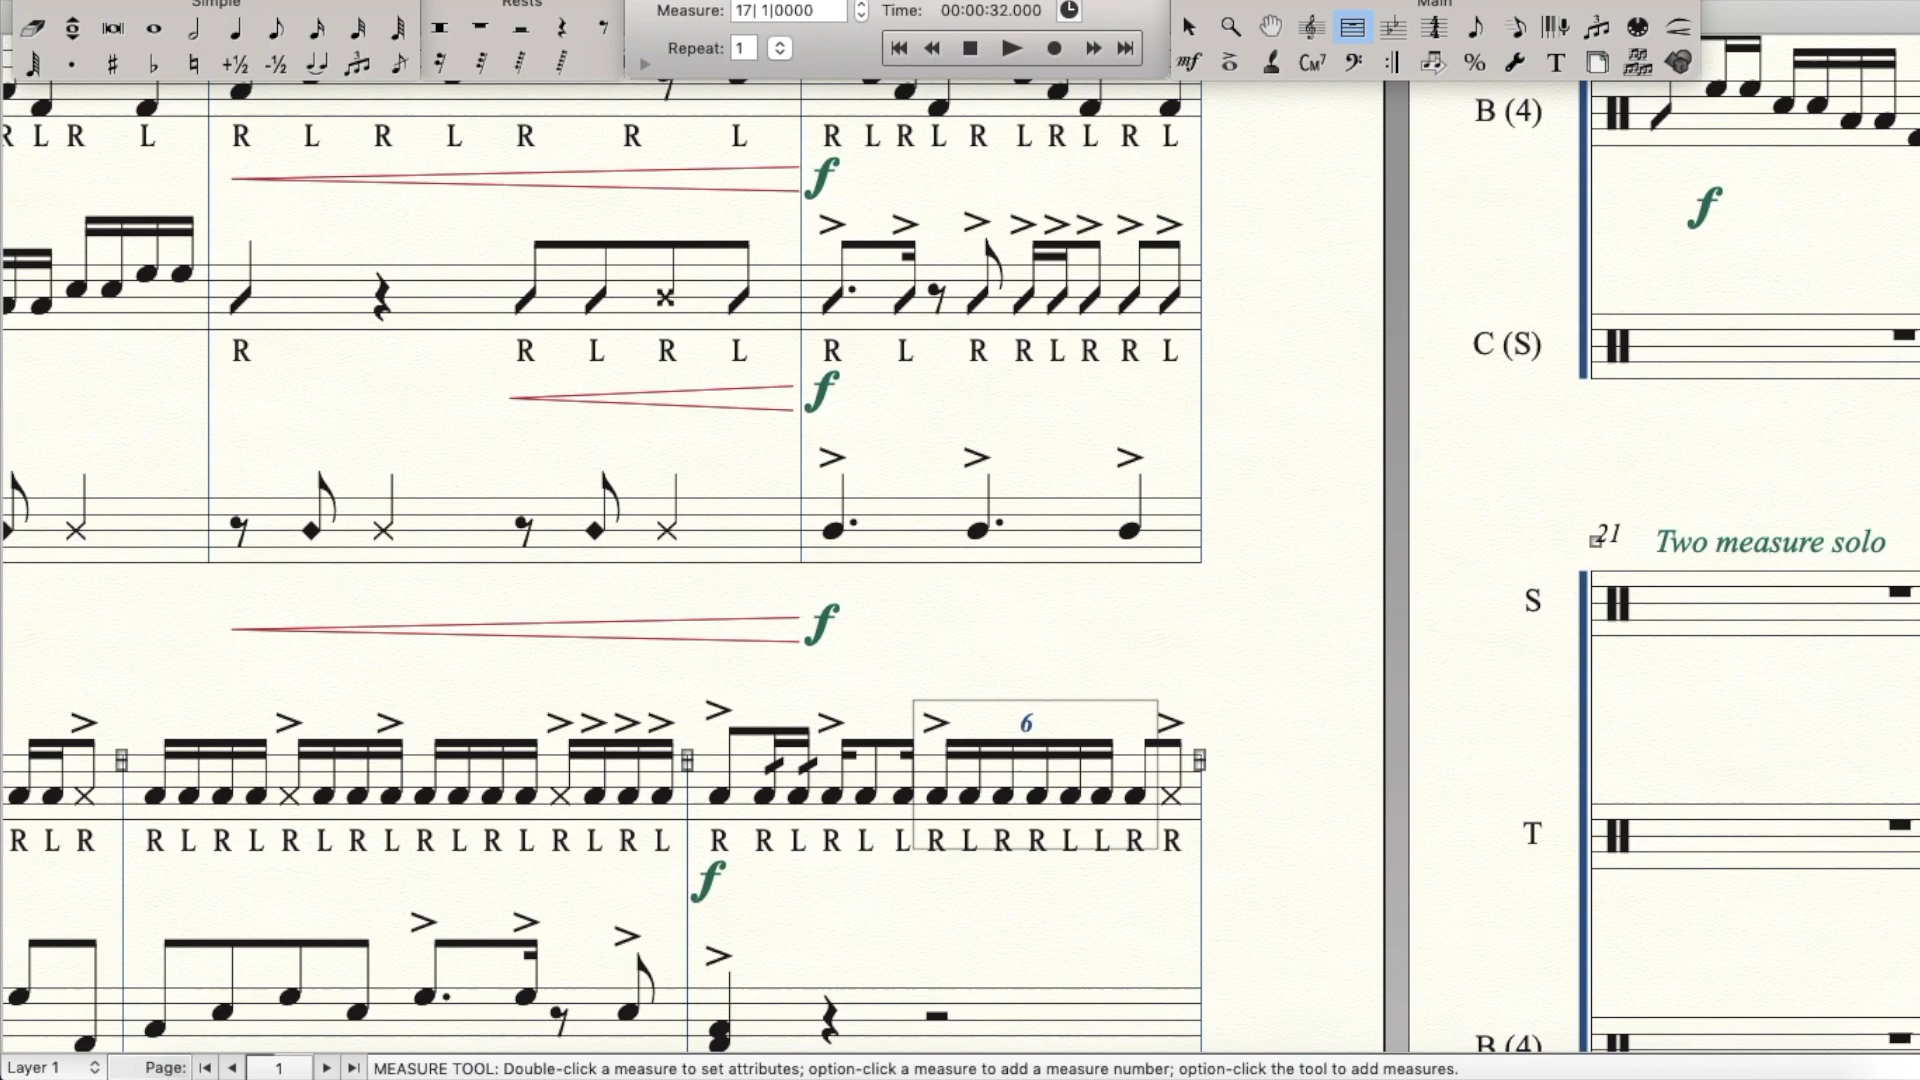 Simple
Rests
Main
Measure: 17| 1|0000 Time: 00:00:32.000
Repeat: 1
+½ -½
mf CM7 % T
R L R L R L R L R R L R L R L R L R L R L
B (4)
f
f
R R L R L R L R R L R R L
C (S)
f
21 Two measure solo
f
S
6
R L R R L R L R L R L R L R L R L R L R R L R L L R L R R L L R R
T
f
B (4)
Layer 1 Page: 1 MEASURE TOOL: Double-click a measure to set attributes; option-click a measure to add a measure number; option-click the tool to add measures.